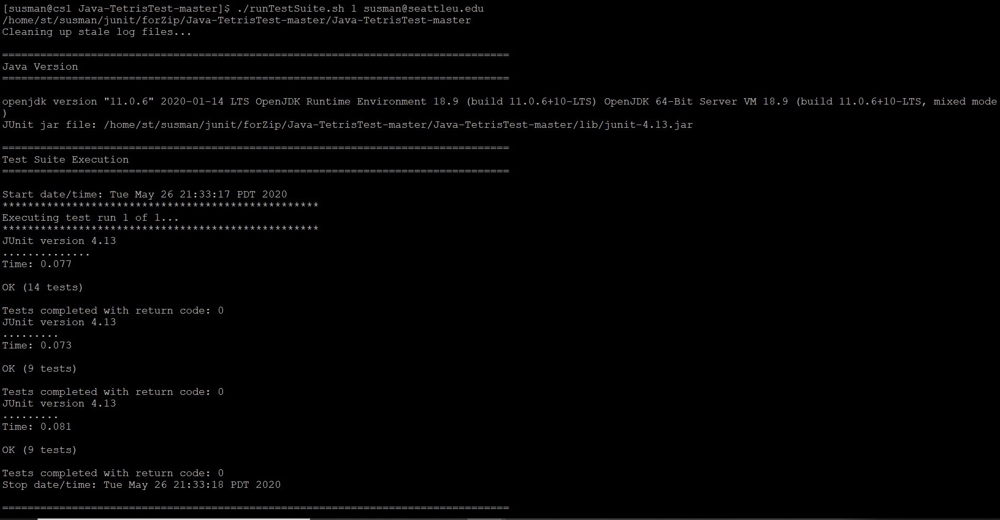 [susman@cs1 Java-TetrisTest-master]$ ./runTestSuite.sh 1 susman@seattleu.edu
/home/st/susman/junit/forZip/Java-TetrisTest-master/Java-TetrisTest-master
Cleaning up stale log files...
================================================================================
Java Version
================================================================================
openjdk version "11.0.6" 2020-01-14 LTS OpenJDK Runtime Environment 18.9 (build 11.0.6+10-LTS) OpenJDK 64-Bit Server VM 18.9 (build 11.0.6+10-LTS, mixed mode
)
JUnit jar file: /home/st/susman/junit/forZip/Java-TetrisTest-master/Java-TetrisTest-master/lib/junit-4.13.jar
================================================================================
Test Suite Execution
================================================================================
Start date/time: Tue May 26 21:33:17 PDT 2020
**************************************************
Executing test run 1 of 1...
**************************************************
JUnit version 4.13
..............
Time: 0.077
OK (14 tests)
Tests completed with return code: 0
JUnit version 4.13
.........
Time: 0.073
OK (9 tests)
Tests completed with return code: 0
JUnit version 4.13
.........
Time: 0.081
OK (9 tests)
Tests completed with return code: 0
Stop date/time: Tue May 26 21:33:18 PDT 2020
================================================================================